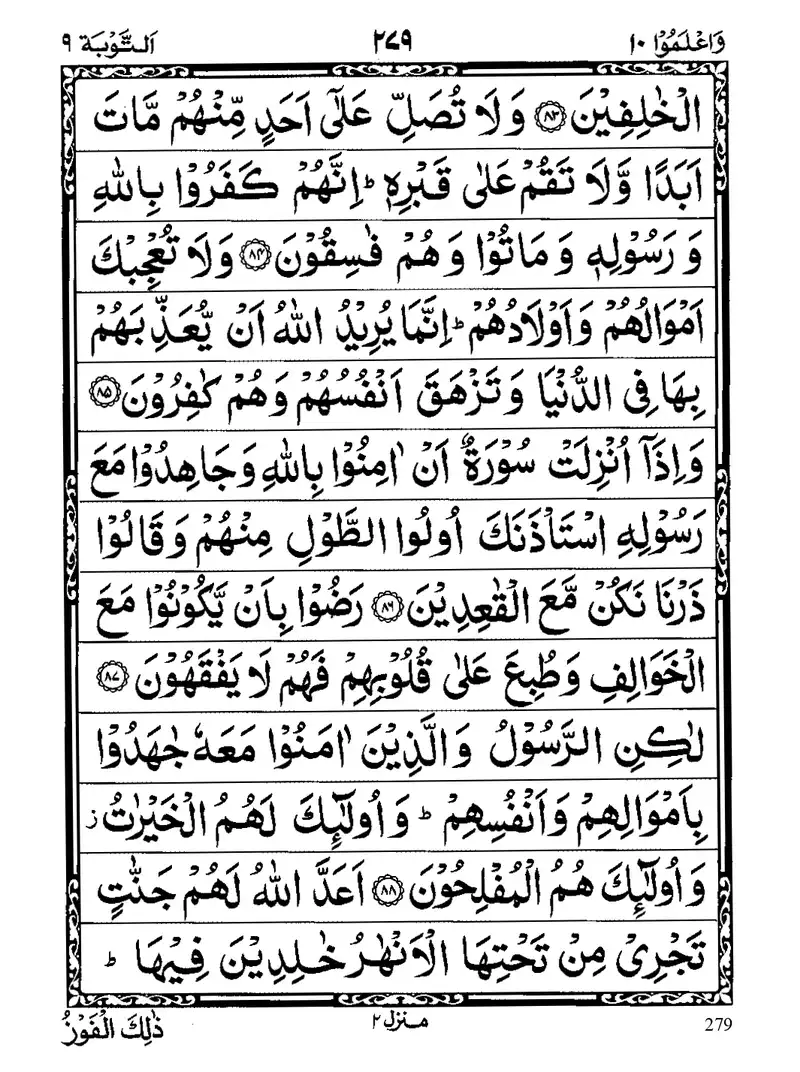 وَاعْلَمُوْٓا ١٠
٢٧٩
اَلتَّوْبَة ٩
الْخٰلِفِيْنَ ﴿٨٣﴾ وَ لَا تُصَلِّ عَلٰٓى اَحَدٍ مِّنْهُمْ مَّاتَ
اَبَدًا وَّلَا تَقُمْ عَلٰى قَبْرِهٖ ؕ اِنَّهُمْ كَفَرُوْا بِاللّٰهِ
وَ رَسُوْلِهٖ وَ مَاتُوْا وَ هُمْ فٰسِقُوْنَ ﴿٨٤﴾ وَلَا تُعْجِبْكَ
اَمْوَالُهُمْ وَ اَوْلَادُهُمْ ؕ اِنَّمَا يُرِيْدُ اللّٰهُ اَنْ يُّعَذِّبَهُمْ
بِهَا فِى الدُّنْيَا وَ تَزْهَقَ اَنْفُسُهُمْ وَ هُمْ كٰفِرُوْنَ ﴿٨٥﴾
وَاِذَآ اُنْزِلَتْ سُوْرَةٌ اَنْ اٰمِنُوْا بِاللّٰهِ وَ جَاهِدُوْا مَعَ
رَسُوْلِهِ اسْتَاْذَنَكَ اُولُوا الطَّوْلِ مِنْهُمْ وَ قَالُوْا
ذَرْنَا نَكُنْ مَّعَ الْقٰعِدِيْنَ ﴿٨٦﴾ رَضُوْا بِاَنْ يَّكُوْنُوْا مَعَ
الْخَوَالِفِ وَ طُبِعَ عَلٰى قُلُوْبِهِمْ فَهُمْ لَا يَفْقَهُوْنَ ﴿٨٧﴾
لٰكِنِ الرَّسُوْلُ وَ الَّذِيْنَ اٰمَنُوْا مَعَهٗ جٰهَدُوْا
بِاَمْوَالِهِمْ وَ اَنْفُسِهِمْ ؕ وَ اُولٰٓئِكَ لَهُمُ الْخَيْرٰتُ ز
وَ اُولٰٓئِكَ هُمُ الْمُفْلِحُوْنَ ﴿٨٨﴾ اَعَدَّ اللّٰهُ لَهُمْ جَنّٰتٍ
تَجْرِىْ مِنْ تَحْتِهَا الْاَنْهٰرُ خٰلِدِيْنَ فِيْهَا ؕ
279
منزل ٢
ذٰلِكَ الْفَوْزُ